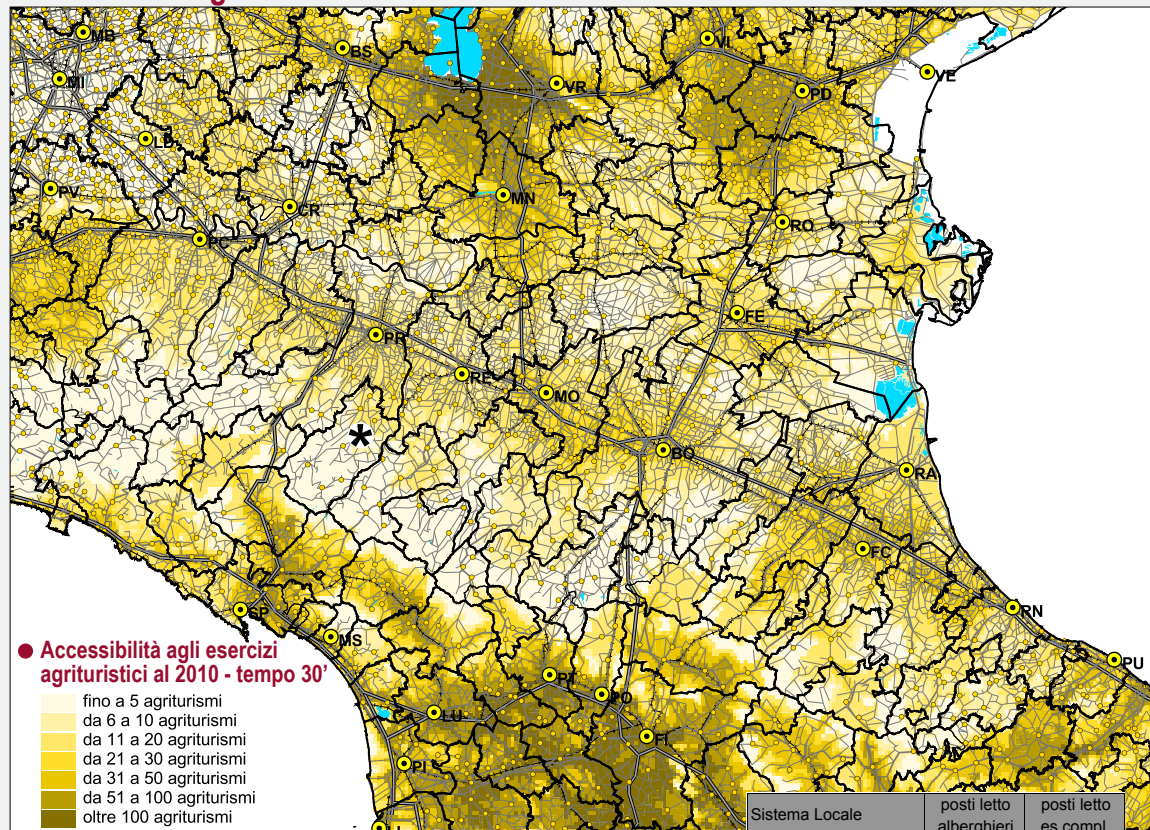 MB
BS
VI
MI
VR
VE
PD
PV
MN
CR
RO
PC
FE
PR
RE
MO
*
BO
RA
FC
SP
RN
MS
PU
● Accessibilità agli esercizi
agrituristici al 2010 - tempo 30’
PT
PO
fino a 5 agriturismi
da 6 a 10 agriturismi
LU
da 11 a 20 agriturismi
FI
da 21 a 30 agriturismi
PI
da 31 a 50 agriturismi
da 51 a 100 agriturismi
oltre 100 agriturismi
Sistema Locale
posti letto
alberghieri
posti letto
es compl